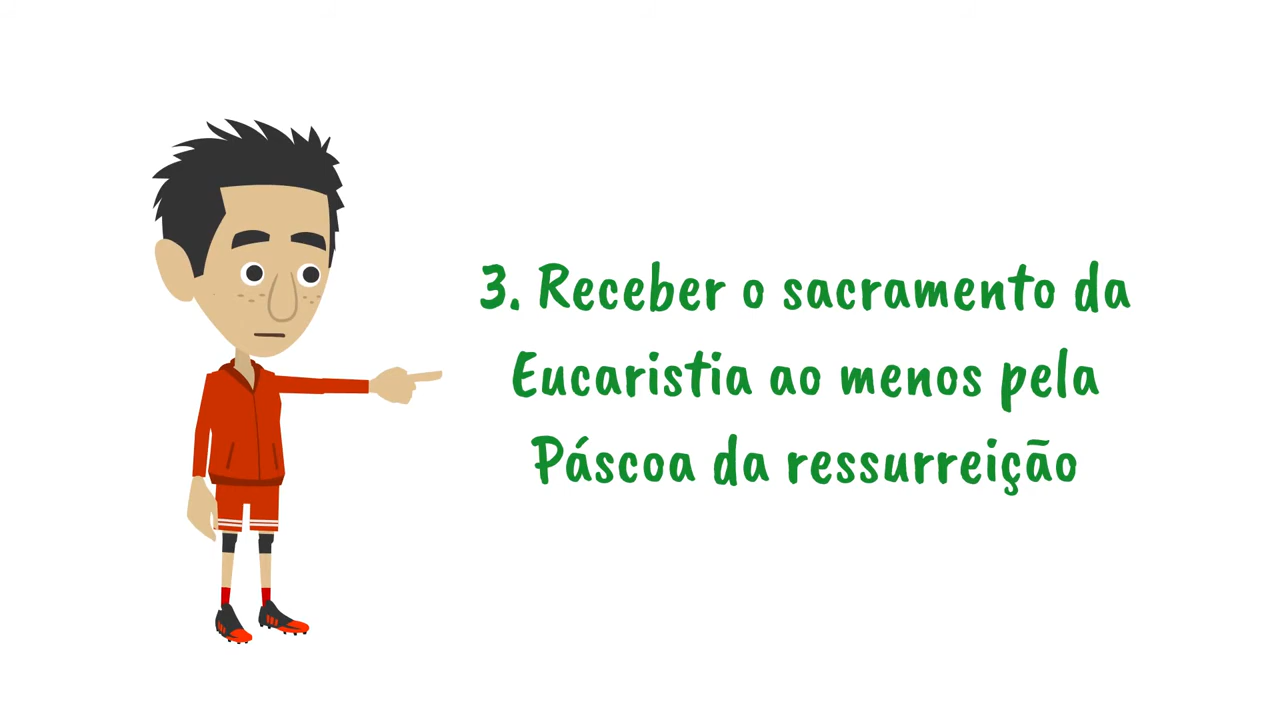 3. Receber o sacramento da
Eucaristia ao menos pela
Páscoa da ressurreição